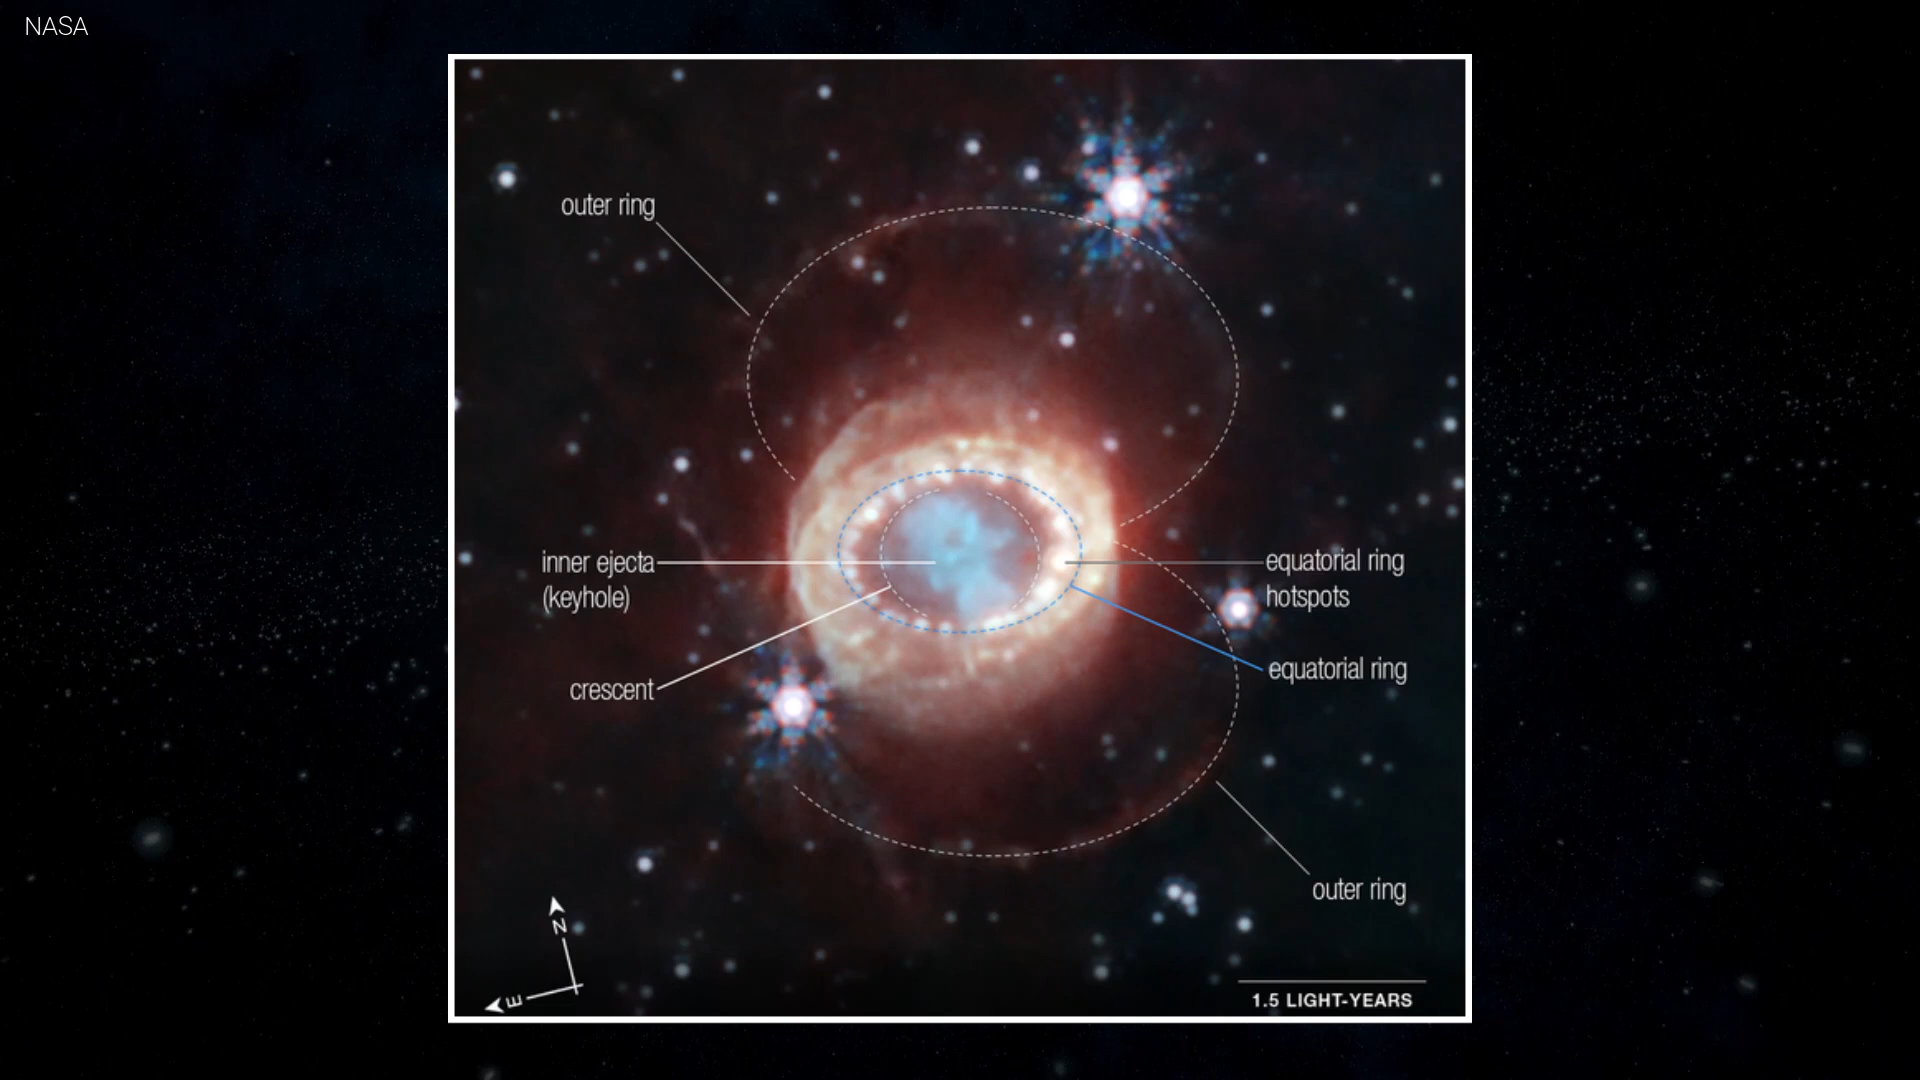 NASA
outer ring
inner ejecta
(keyhole)
equatorial ring
hotspots
crescent
equatorial ring
outer ring
N
E
1.5 LIGHT-YEARS